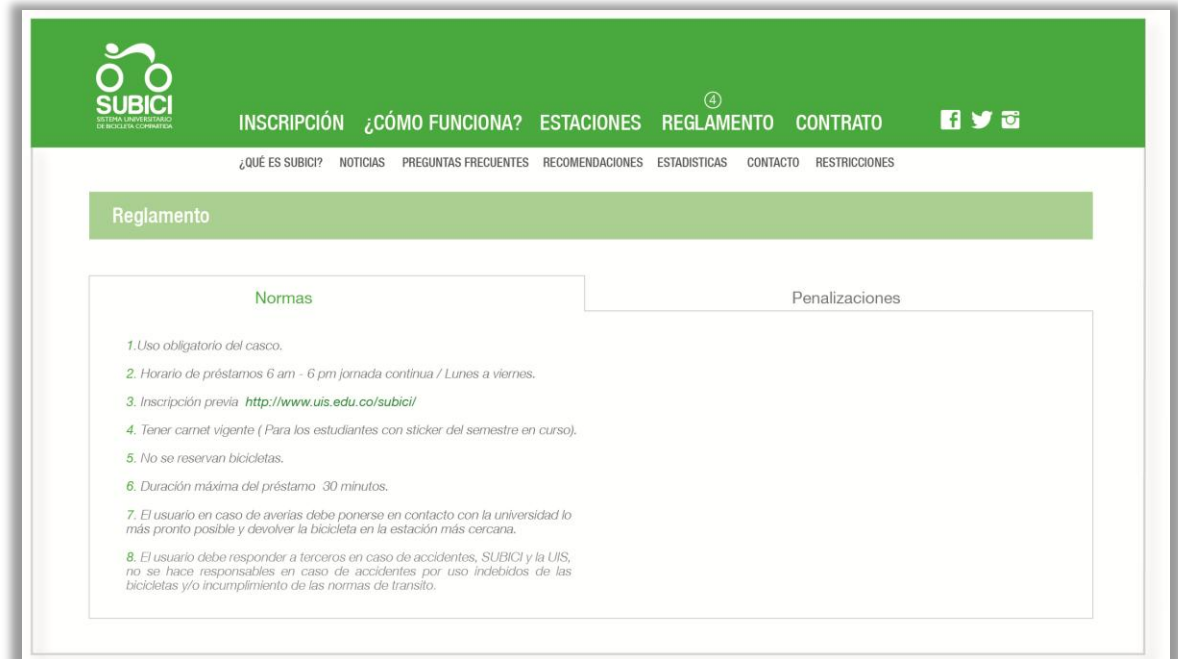 SUBICI
SISTEMA UNIVERSITARIO
DE BICICLETA COMPARTIDA
4
INSCRIPCIÓN ¿CÓMO FUNCIONA? ESTACIONES REGLAMENTO CONTRATO
¿QUÉ ES SUBICI? NOTICIAS PREGUNTAS FRECUENTES RECOMENDACIONES ESTADISTICAS CONTACTO RESTRICCIONES
Reglamento
Normas Penalizaciones
1.Uso obligatorio del casco.
2. Horario de préstamos 6 am - 6 pm jornada continua / Lunes a viernes.
3. Inscripción previa http://www.uis.edu.co/subici/
4. Tener carnet vigente ( Para los estudiantes con sticker del semestre en curso).
5. No se reservan bicicletas.
6. Duración máxima del préstamo 30 minutos.
7. El usuario en caso de averias debe ponerse en contacto con la universidad lo
más pronto posible y devolver la bicicleta en la estación más cercana.
8. El usuario debe responder a terceros en caso de accidentes, SUBICI y la UIS,
no se hace responsables en caso de accidentes por uso indebidos de las
bicicletas y/o incumplimiento de las normas de transito.